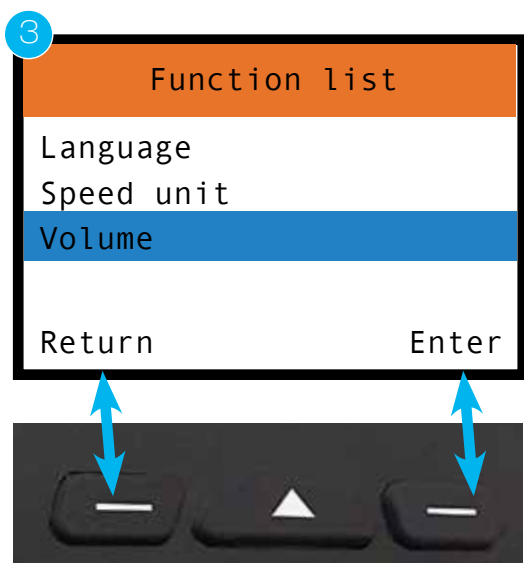 3
Function list
Language
Speed unit
Volume
Return Enter